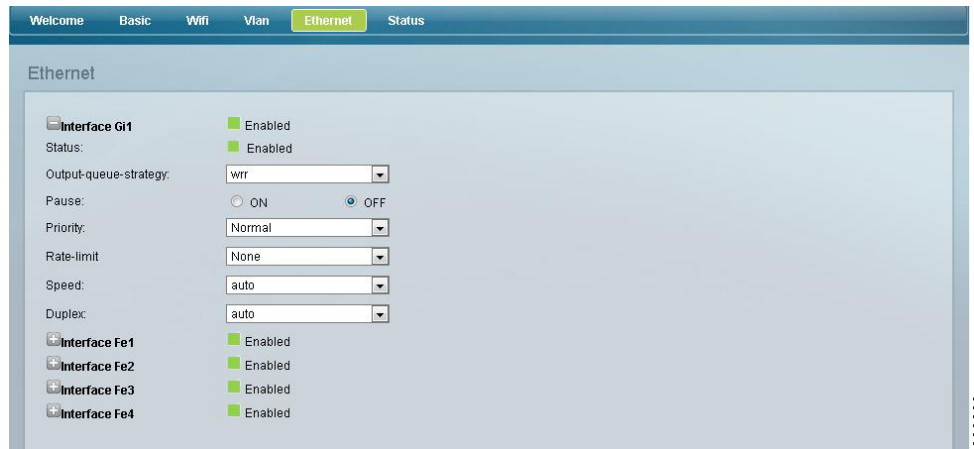 Welcome Basic Wifi Vlan Ethernet Status
Ethernet
Interface Gi1 Enabled
Status: Enabled
Output-queue-strategy: wrr
Pause: ON OFF
Priority: Normal
Rate-limit None
Speed: auto
Duplex: auto
Interface Fe1 Enabled
Interface Fe2 Enabled
Interface Fe3 Enabled
Interface Fe4 Enabled